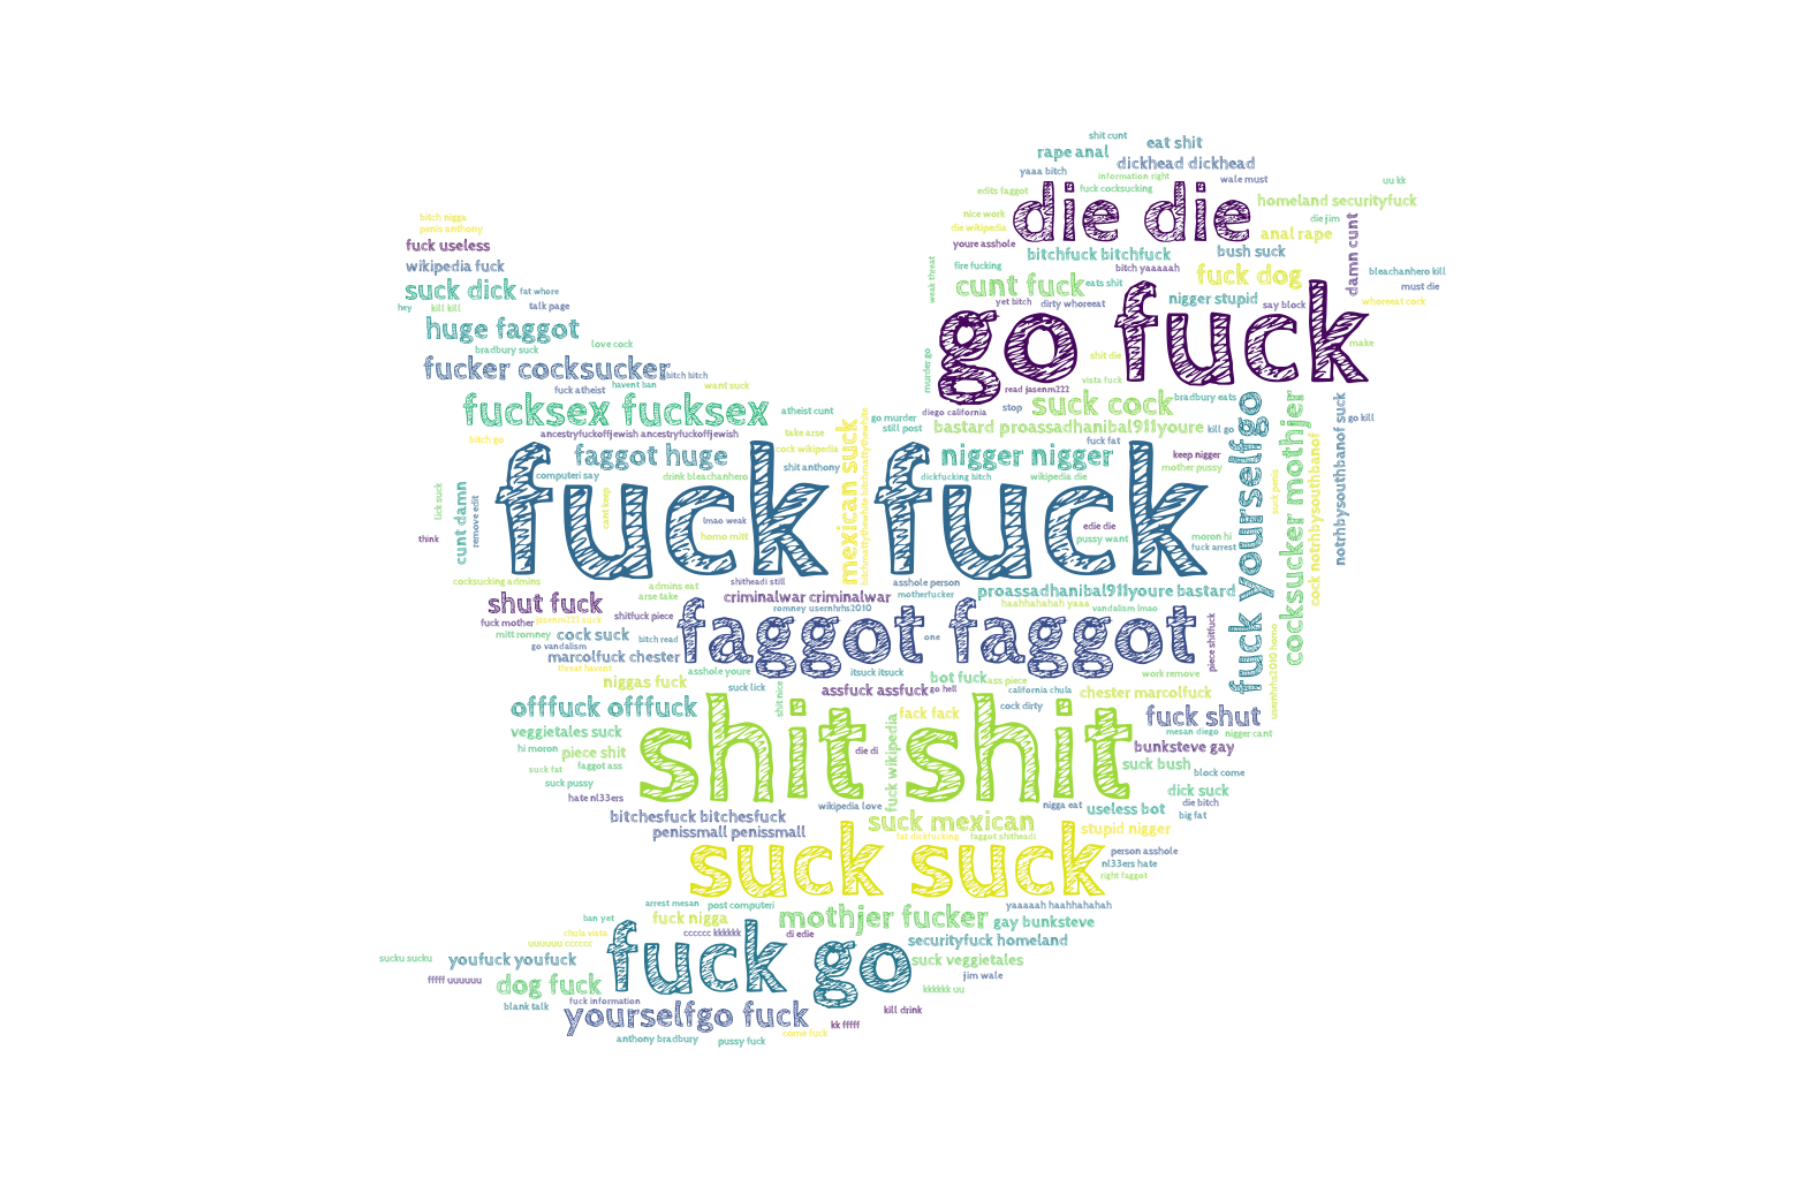 shit cunt
eat shit
rape anal
dickhead dickhead
yaaa bitch
information right
wale must
uu kk
edits faggot
fuck cocksucking
die die
homeland securityfuck
nice work
die jim
bitch nigga
penis anthony
die wikipedia
anal rape
damn cunt
fuck useless
youre asshole
bitchfuck bitchfuck
bush suck
wikipedia fuck
weak threat
fire fucking
bitch yaaaaah
fuck dog
bleachanhero kill
suck dick
fat whore
cunt fuck
eats shit
must die
hey
kill kill
talk page
yet bitch
dirty whoreeat
nigger stupid
say block
whoreeat cock
huge faggot
go fuck
love cock
make
bradbury suck
murder go
shit die
fucker cocksucker
bitch bitch
vista fuck
fuck atheist
havent ban
want suck
read jasenm222
bradbury eats
fucksex fucksex
atheist cunt
diego california
stop
suck cock
go kill
go murder
still post
bastard proassadhanibal911youre
kill go
ancestryfuckoffjewish ancestryfuckoffjewish
take arse
mexican suck
bitchmattythewhite bitchmattythewhite
fuck yourselfgo
cocksucker mothjer
notrhbysouthbanof suck
cock notrhbysouthbanof
bitch go
cock wikipedia
fuck fat
faggot huge
shit anthony
nigger nigger
keep nigger
mother pussy
computeri say
drink bleachanhero
dickfucking bitch
wikipedia die
fuck fuck
lick suck
cunt damn
remove edit
cant keep
suck penis
lmao weak
edie die
think
homo mitt
pussy want
moron hi
fuck arrest
cocksucking admins
admins eat
shitheadi still
asshole person
shut fuck
arse take
criminalwar criminalwar
motherfucker
proassadhanibal911youre bastard
romney usernhrhs2010
haahhahahah yaaa
vandalism lmao
fuck mother
jasenm222 suck
shitfuck piece
faggot faggot
piece shitfuck
usernhrhs2010 homo
mitt romney
cock suck
bitch read
one
go vandalism
marcolfuck chester
threat havent
asshole youre
itsuck itsuck
bot fuck
ass piece
work remove
niggas fuck
suck lick
shit nice
assfuck assfuck
go hell
california chula
chester marcolfuck
offfuck offfuck
shit shit
fack fack
cock dirty
fuck shut
veggietales suck
fuck wikipedia
mesan diego
nigger cant
hi moron
piece shit
die di
bunksteve gay
suck fat
faggot ass
suck bush
block come
suck pussy
dick suck
hate nl33ers
wikipedia love
nigga eat
useless bot
die bitch
bitchesfuck bitchesfuck
suck mexican
big fat
penissmall penissmall
fat dickfucking
faggot shitheadi
stupid nigger
suck suck
person asshole
nl33ers hate
right faggot
arrest mesan
post computeri
yaaaaah haahhahahah
ban yet
fuck nigga
mothjer fucker
gay bunksteve
chula vista
cccccc kkkkkk
di edie
uuuuuu cccccc
fuck go
securityfuck homeland
sucku sucku
youfuck youfuck
suck veggietales
fffff uuuuuu
dog fuck
jim wale
kkkkkk uu
blank talk
fuck information
kill drink
yourselfgo fuck
kk fffff
come fuck
anthony bradbury
pussy fuck